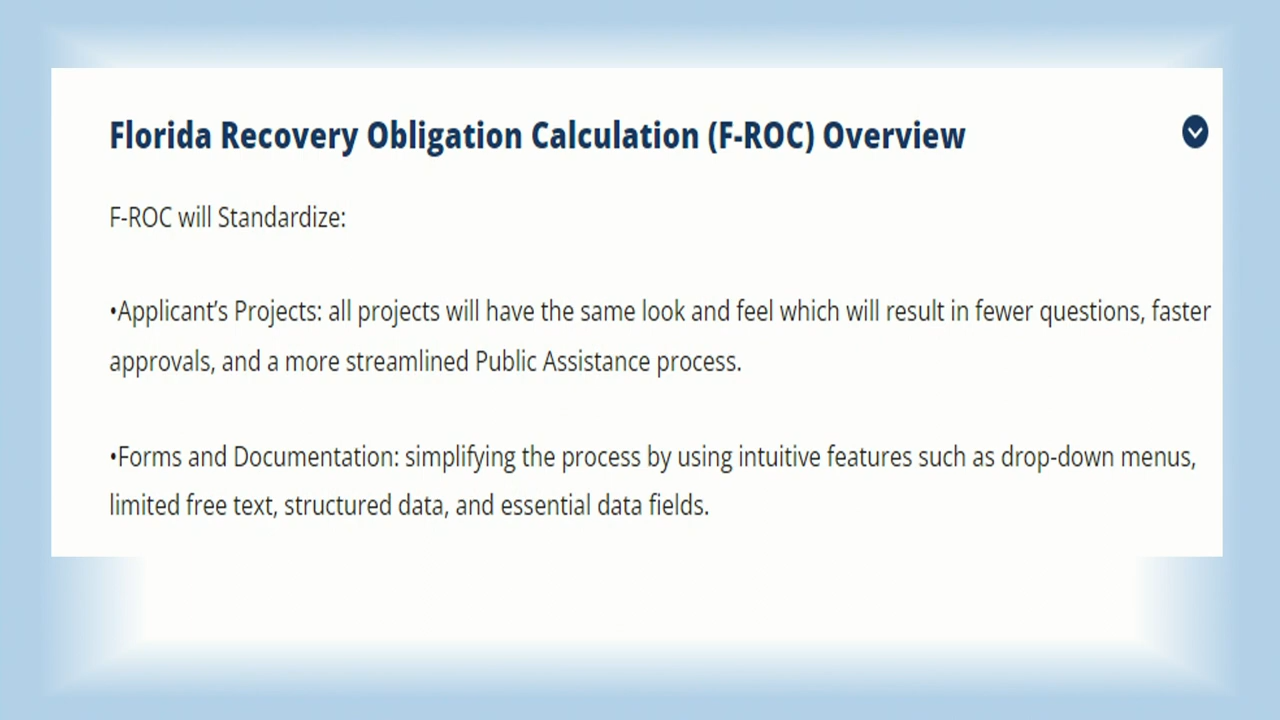 Florida Recovery Obligation Calculation (F-ROC) Overview
F-ROC will Standardize:
•Applicant’s Projects: all projects will have the same look and feel which will result in fewer questions, faster
approvals, and a more streamlined Public Assistance process.
•Forms and Documentation: simplifying the process by using intuitive features such as drop-down menus,
limited free text, structured data, and essential data fields.